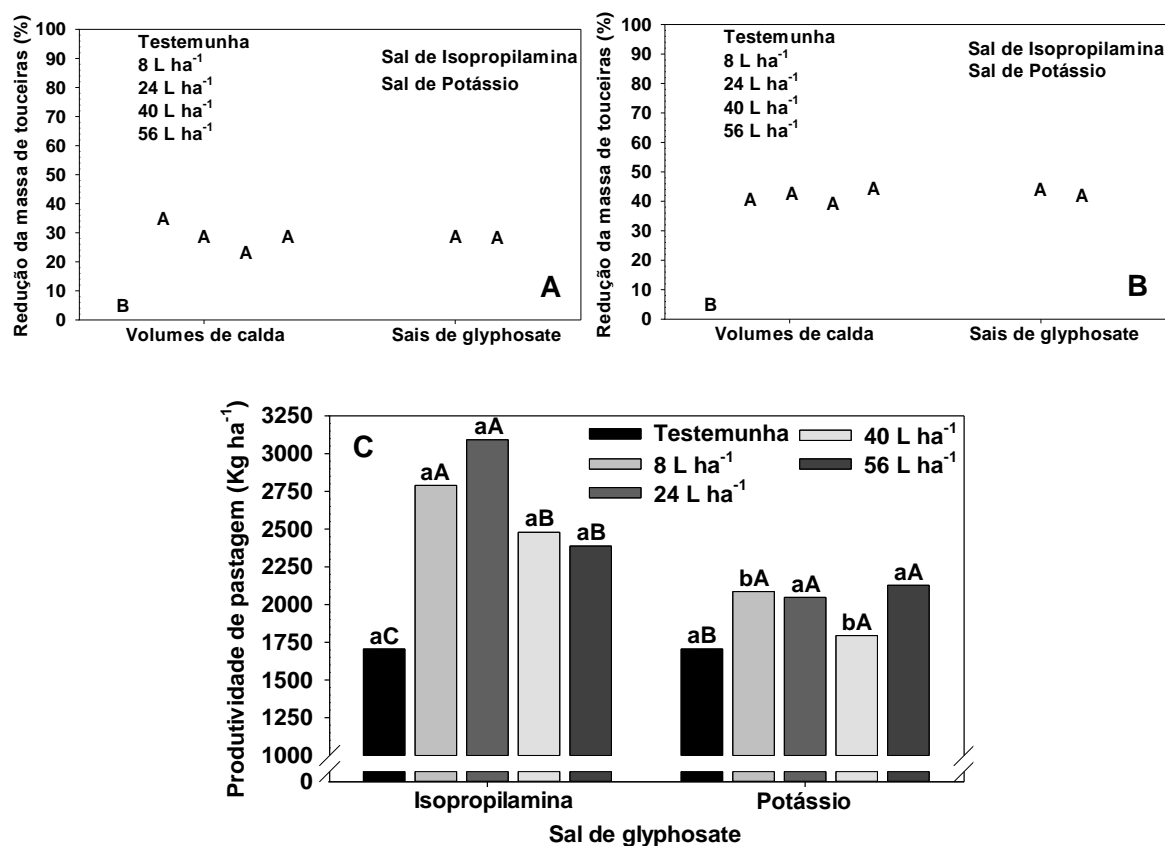 Redução da massa de touceiras (%)
100
90
80
70
60
50
40
30
20
10
0
Testemunha
8 L ha⁻¹
24 L ha⁻¹
40 L ha⁻¹
56 L ha⁻¹
Sal de Isopropilamina
Sal de Potássio
B
A
A
A
A
A
A
A
Volumes de calda
Sais de glyphosate
Redução da massa de touceiras (%)
100
90
80
70
60
50
40
30
20
10
0
Testemunha
8 L ha⁻¹
24 L ha⁻¹
40 L ha⁻¹
56 L ha⁻¹
Sal de Isopropilamina
Sal de Potássio
B
A
A
A
A
A
A
B
Volumes de calda
Sais de glyphosate
Produtividade de pastagem (Kg ha⁻¹)
3250
3000
2750
2500
2250
2000
1750
1500
1250
1000
0
C
Testemunha
8 L ha⁻¹
24 L ha⁻¹
40 L ha⁻¹
56 L ha⁻¹
aC
aA
aA
aB
aB
aB
bA
aA
bA
aA
Isopropilamina
Potássio
Sal de glyphosate